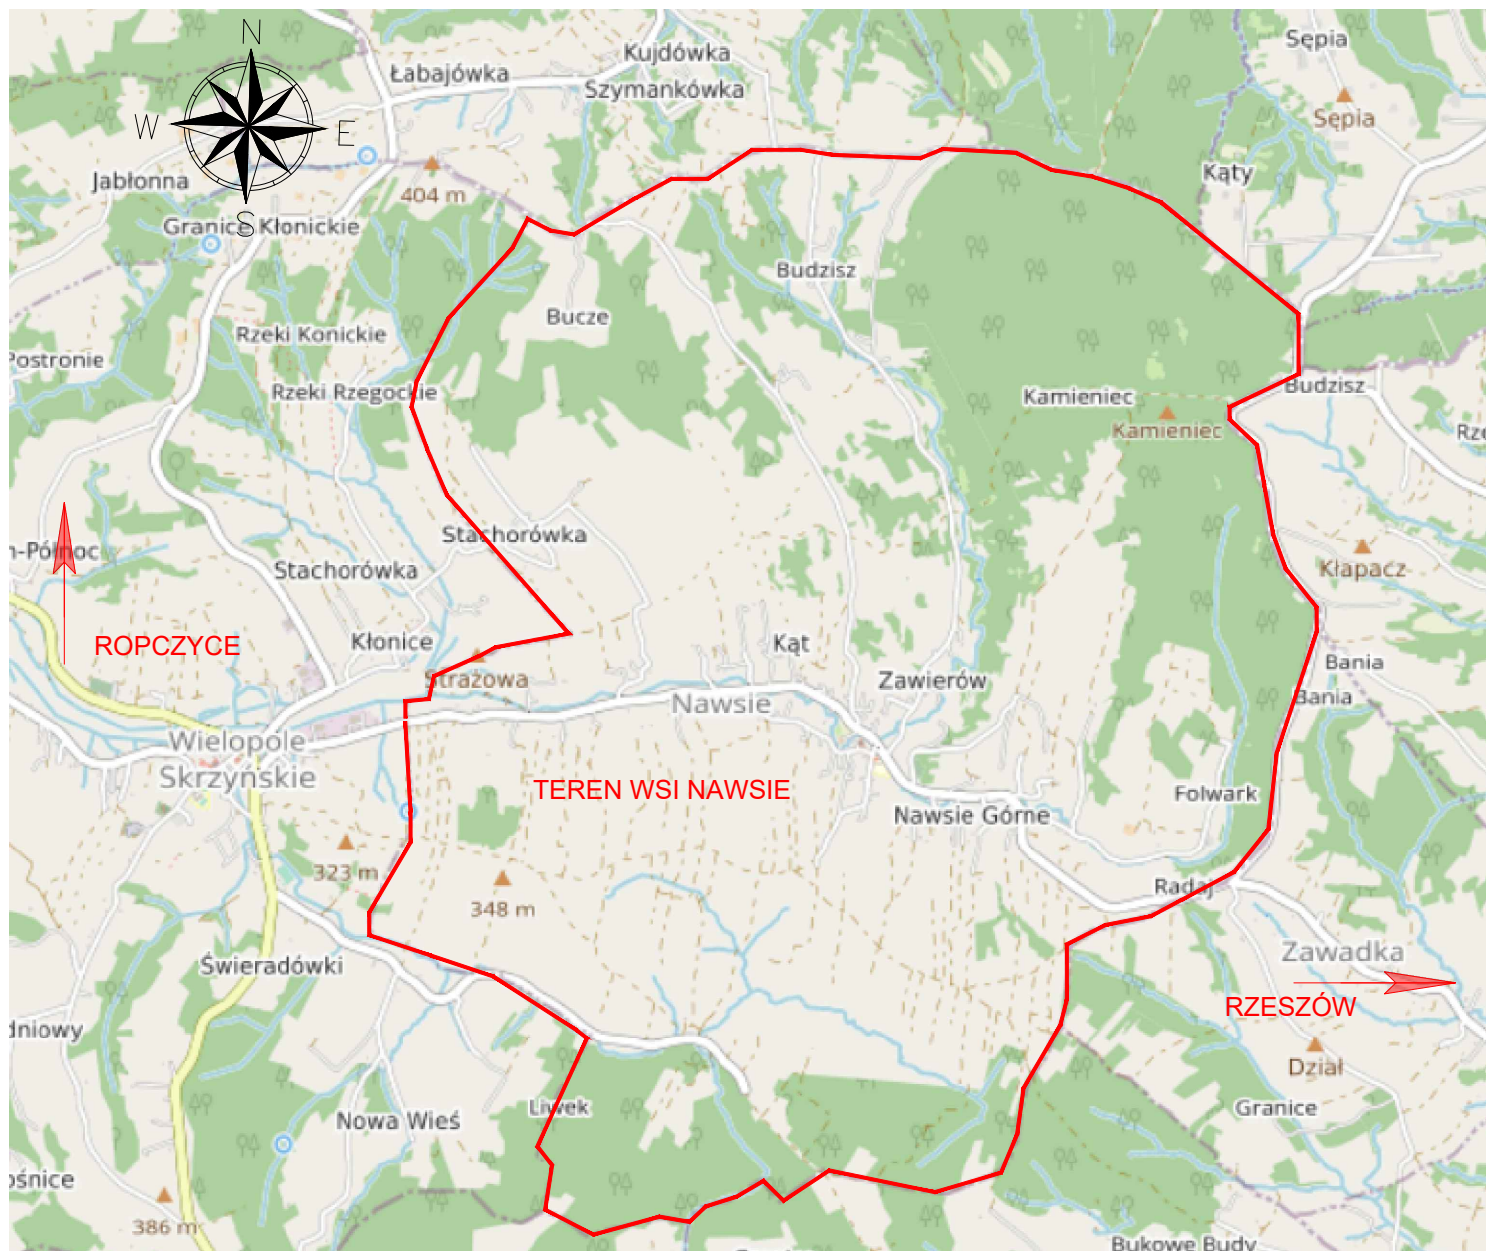 N
Sępia
Kujdówka
Łabajówka
Szymankówka
Sępia
W
E
Kąty
Jabłonna
404 m
S
Granice Kłonickie
Budzisz
Bucze
Rzeki Konickie
Postronie
Budzisz
Rzeki Rzegockie
Kamieniec
Kamieniec
Stachorówka
Kłapacz
Stachorówka
ROPCZYCE
Kłonice
Kąt
Bania
Strażowa
Zawierów
Bania
Nawsie
Wielopole
Skrzyńskie
TEREN WSI NAWSIE
Folwark
Nawsie Górne
323 m
Radaj
348 m
Zawadka
Świeradówki
RZESZÓW
dniowy
Dział
Liwek
Granice
Nowa Wieś
ośnice
386 m
Bukowe Budy